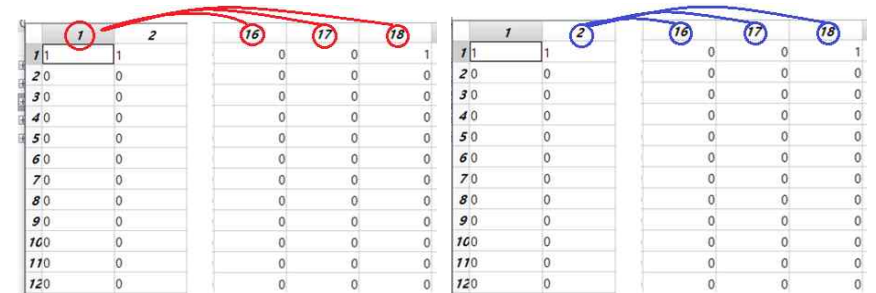 1 2 16 17 18 1 2 16 17 18
1 1 1 0 0 1 1 1 1 0 0 1
2 0 0 0 0 0 2 0 0 0 0 0
3 0 0 0 0 0 3 0 0 0 0 0
4 0 0 0 0 0 4 0 0 0 0 0
5 0 0 0 0 0 5 0 0 0 0 0
6 0 0 0 0 0 6 0 0 0 0 0
7 0 0 0 0 0 7 0 0 0 0 0
8 0 0 0 0 0 8 0 0 0 0 0
9 0 0 0 0 0 9 0 0 0 0 0
10 0 0 0 0 0 10 0 0 0 0 0
11 0 0 0 0 0 11 0 0 0 0 0
12 0 0 0 0 0 12 0 0 0 0 0